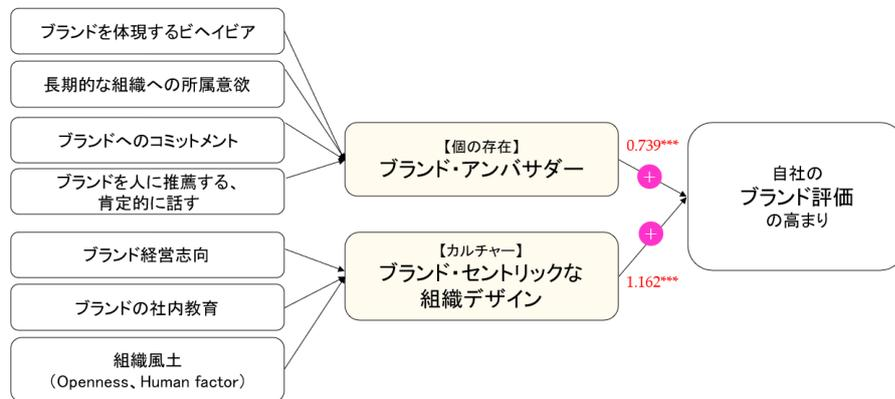 ブランドを体現するビヘイビア
長期的な組織への所属意欲
ブランドへのコミットメント
ブランドを人に推薦する、
肯定的に話す
ブランド経営志向
ブランドの社内教育
組織風土
（Openness、Human factor）
【個の存在】
ブランド・アンバサダー
【カルチャー】
ブランド・セントリックな
組織デザイン
0.739***
+
+
1.162***
自社の
ブランド評価
の高まり